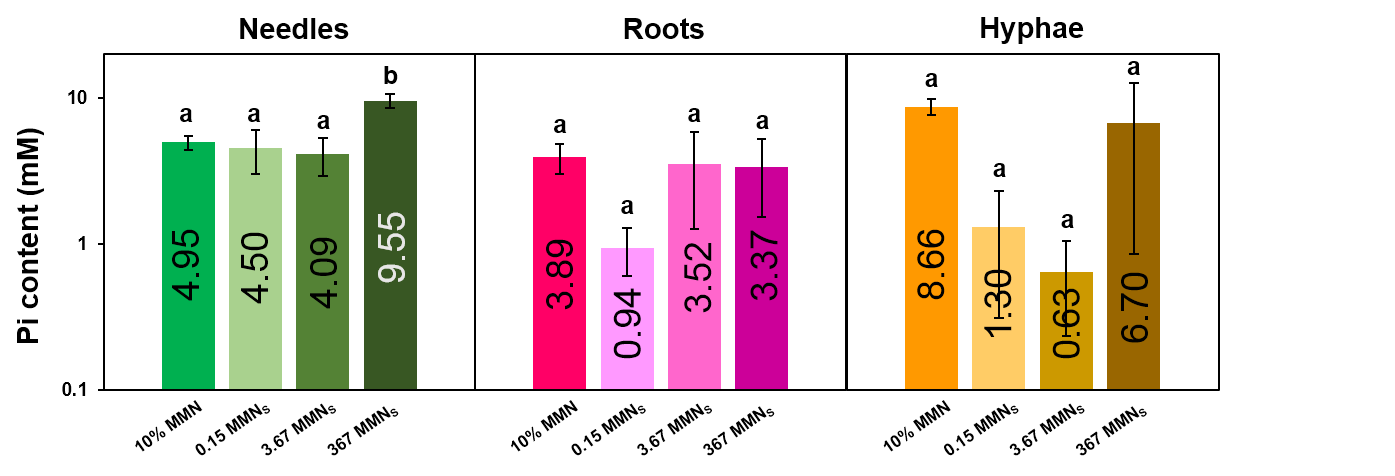 Needles Roots Hyphae
Pi content (mM)
10
1
0.1
a a a b
a a a a
a a a a
4.95 4.50 4.09 9.55
3.89 0.94 3.52 3.37
8.66 1.30 0.63 6.70
10% MMN 0.15 MMNS 3.67 MMNS 367 MMNS
10% MMN 0.15 MMNS 3.67 MMNS 367 MMNS
10% MMN 0.15 MMNS 3.67 MMNS 367 MMNS